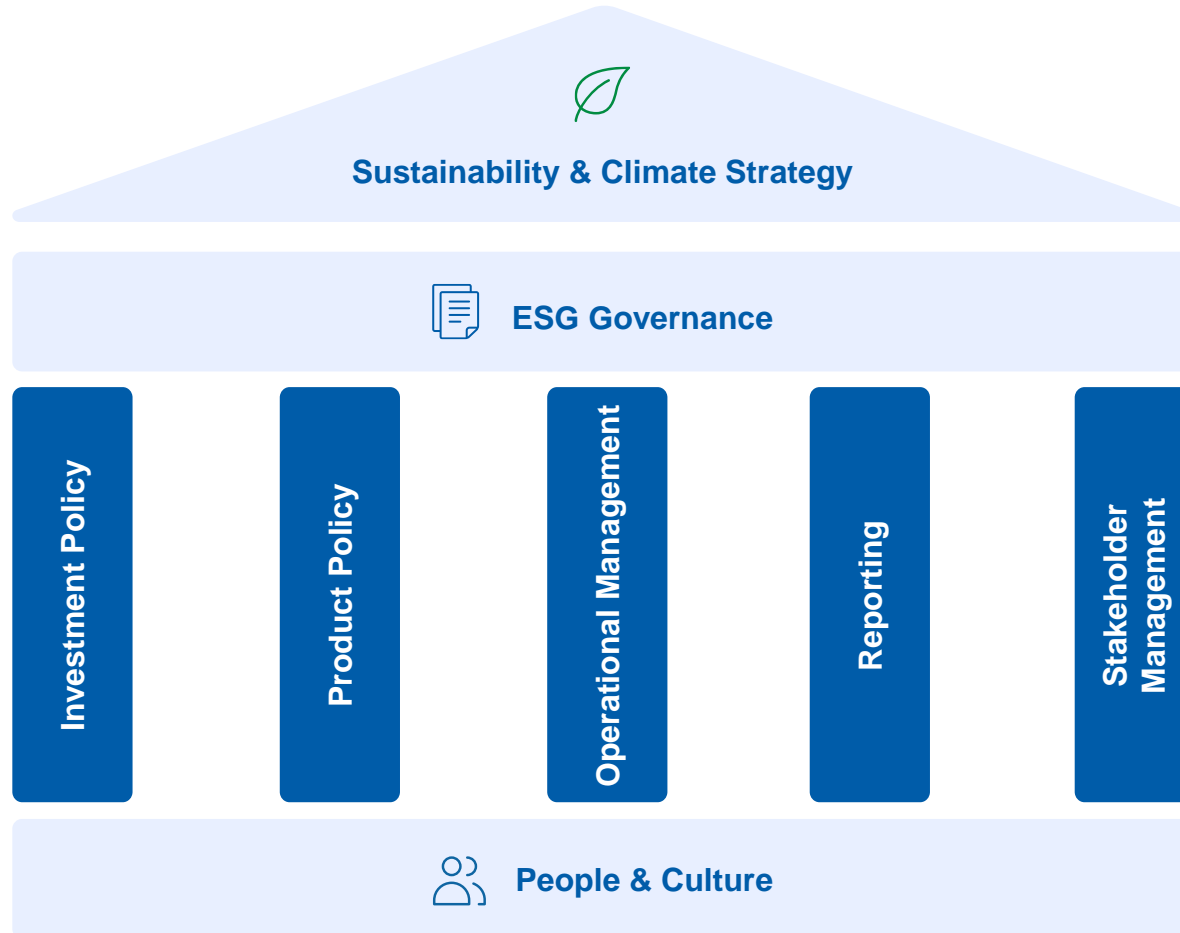 Sustainability & Climate Strategy
ESG Governance
Investment Policy
Product Policy
Operational Management
Reporting
Stakeholder
Management
People & Culture